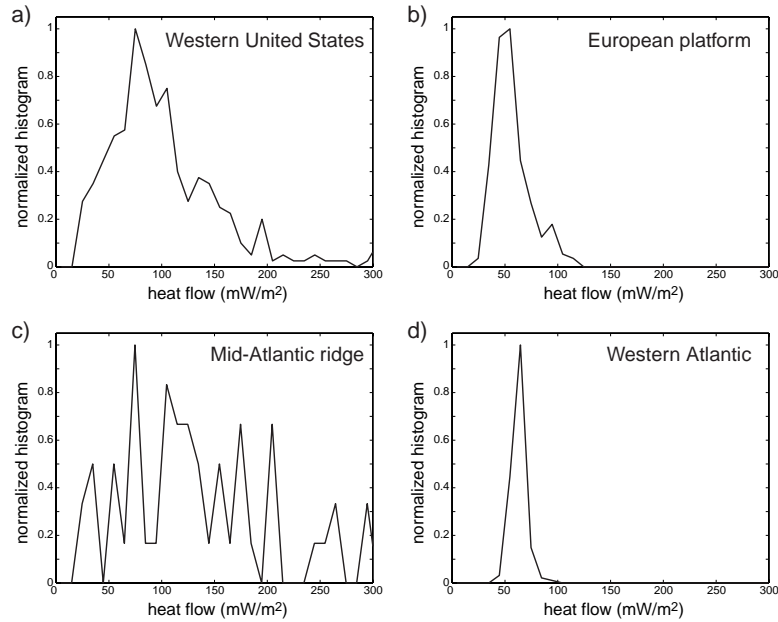 a)
Western United States
normalized histogram
1
0.8
0.6
0.4
0.2
0
0 50 100 150 200 250 300
heat flow (mW/m2)
b)
European platform
normalized histogram
1
0.8
0.6
0.4
0.2
0
0 50 100 150 200 250 300
heat flow (mW/m2)
c)
Mid-Atlantic ridge
normalized histogram
1
0.8
0.6
0.4
0.2
0
0 50 100 150 200 250 300
heat flow (mW/m2)
d)
Western Atlantic
normalized histogram
1
0.8
0.6
0.4
0.2
0
0 50 100 150 200 250 300
heat flow (mW/m2)